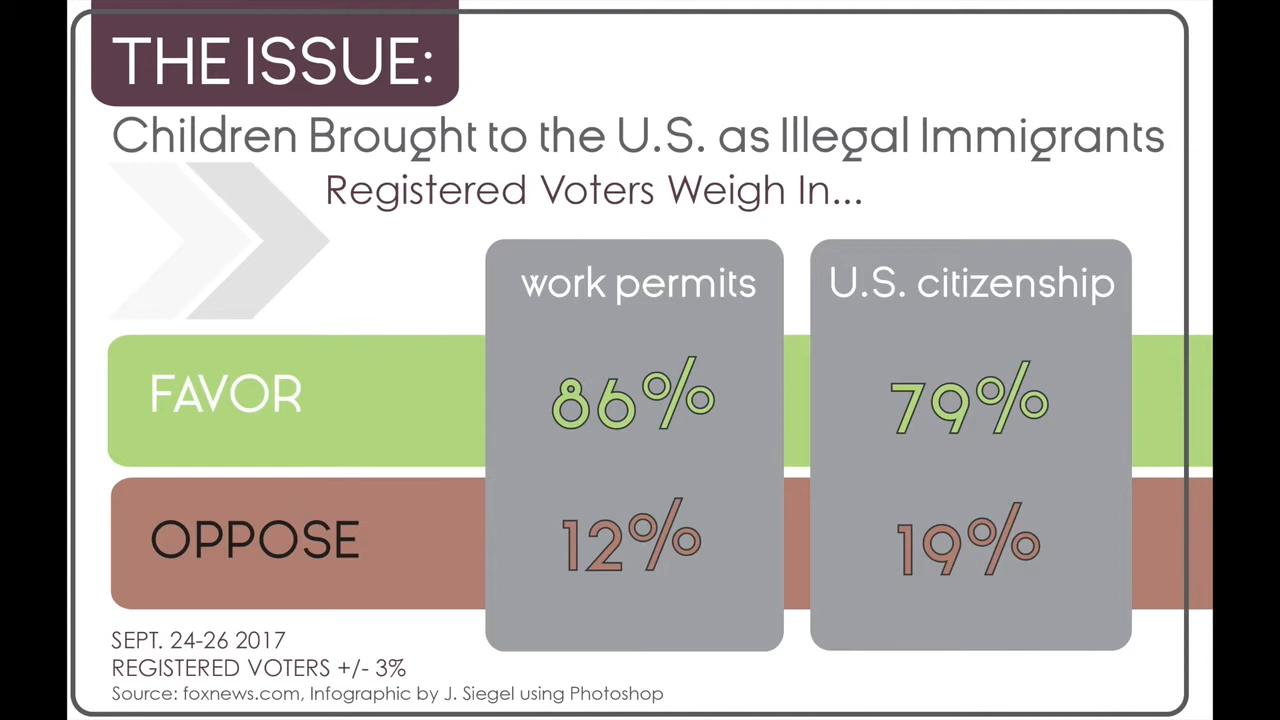 THE ISSUE:
Children Brought to the U.S. as Illegal Immigrants
Registered Voters Weigh In...
work permits U.S. citizenship
FAVOR 86% 79%
OPPOSE 12% 19%
SEPT. 24-26 2017
REGISTERED VOTERS +/- 3%
Source: foxnews.com, Infographic by J. Siegel using Photoshop